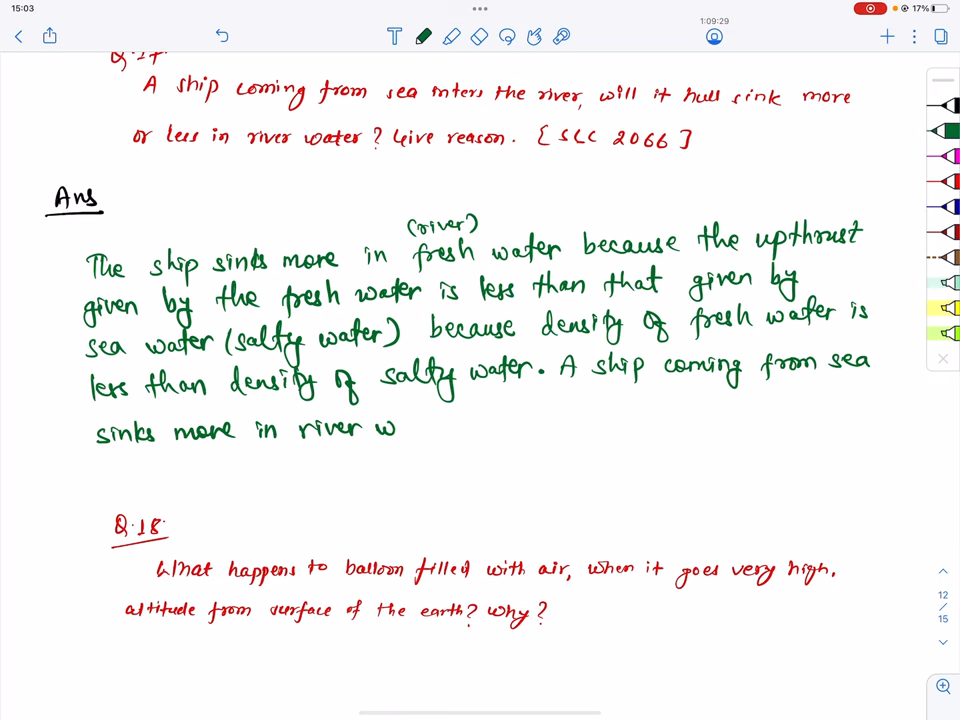 15:03
17%
1:09:29
Q.17.
A ship coming from sea inters the river, will it hull sink more
or less in river water? Give reason. [SLC 2066]
Ans
(river)
The ship sinks more in fresh water because the upthrust
given by the fresh water is less than that given by
sea water (salty water) because density of fresh water is
less than density of salty water. A ship coming from sea
sinks more in river w
Q.18.
What happens to balloon filled with air, when it goes very high.
altitude from surface of the earth? why?
12
/
15